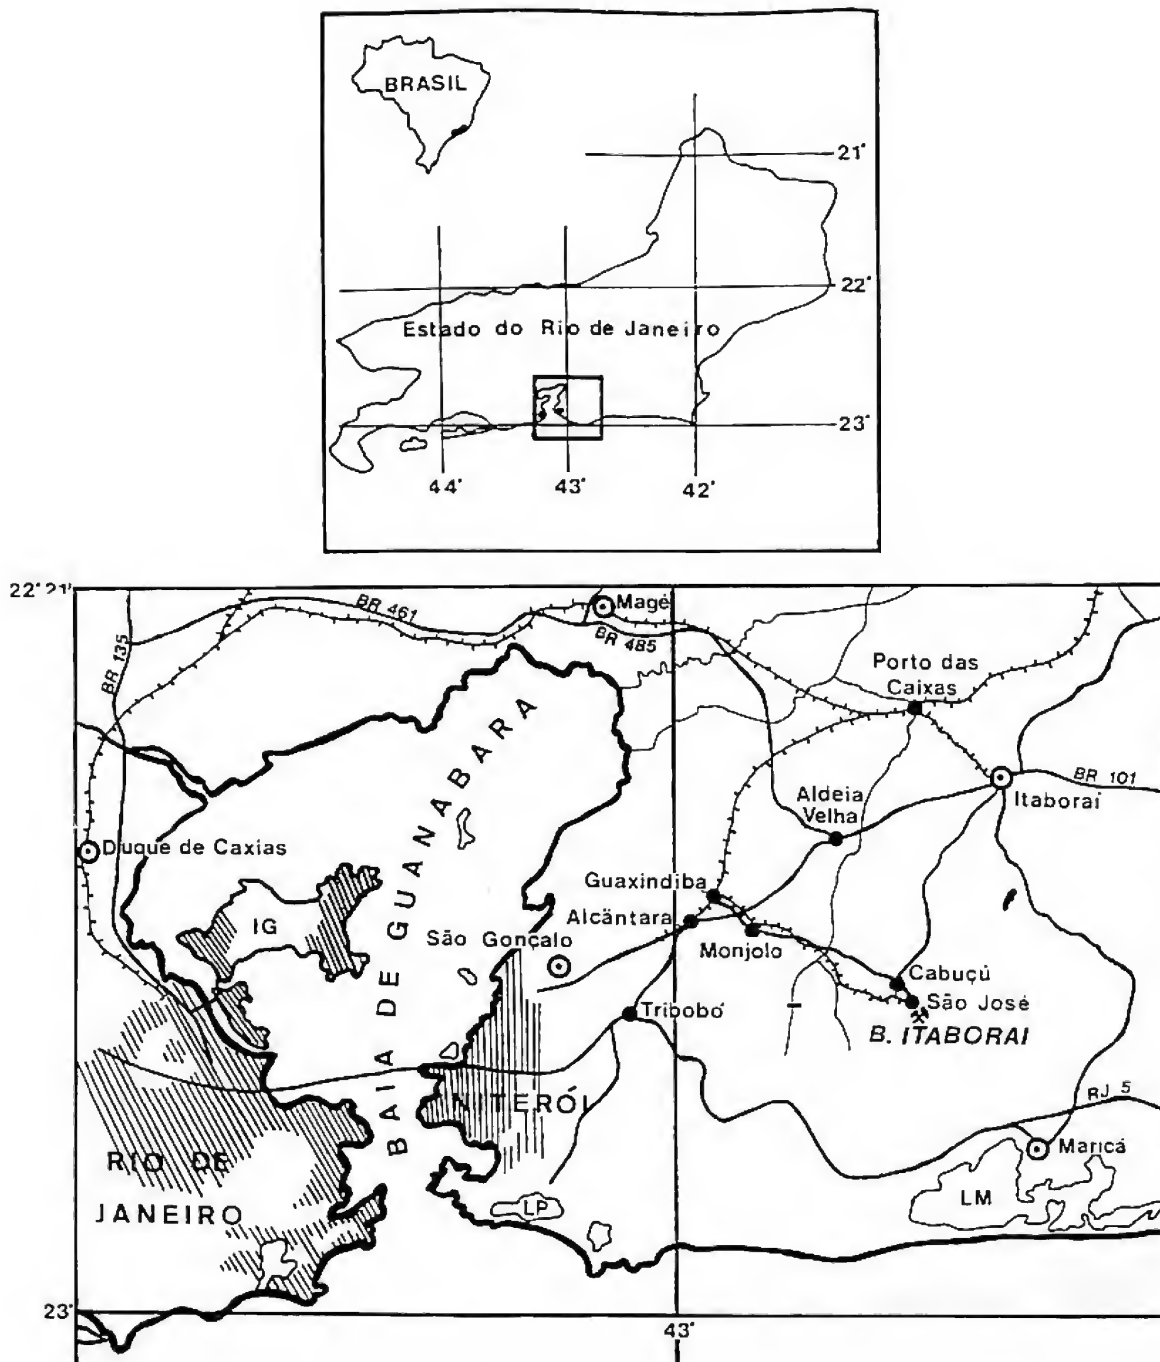 BRASIL
21°
22°
Estado do Rio de Janeiro
23°
44°
43°
42°
22° 21'
BR 461
Magé
BR 485
BR 135
Porto das
Caixas
BR 101
Itaboraí
Aldeia
Velha
Duque de Caxias
BAIA DE GUANABARA
Guaxindiba
IG
Alcântara
São Gonçalo
Monjolo
Cabuçú
São José
Tribobó
B. ITABORAI
NITERÓI
RJ 5
RIO DE
JANEIRO
Maricá
LM
LP
23°
43°